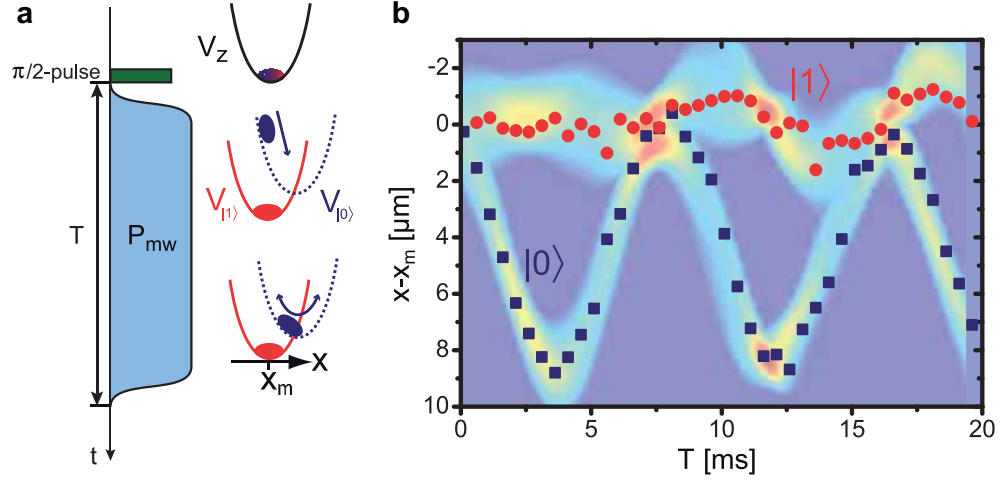 a
π/2-pulse
T
P_mw
t
V_Z
V_|1⟩
V_|0⟩
x_m
x
b
|1⟩
|0⟩
x-x_m [μm]
-2
0
2
4
6
8
10
0 5 10 15 20
T [ms]